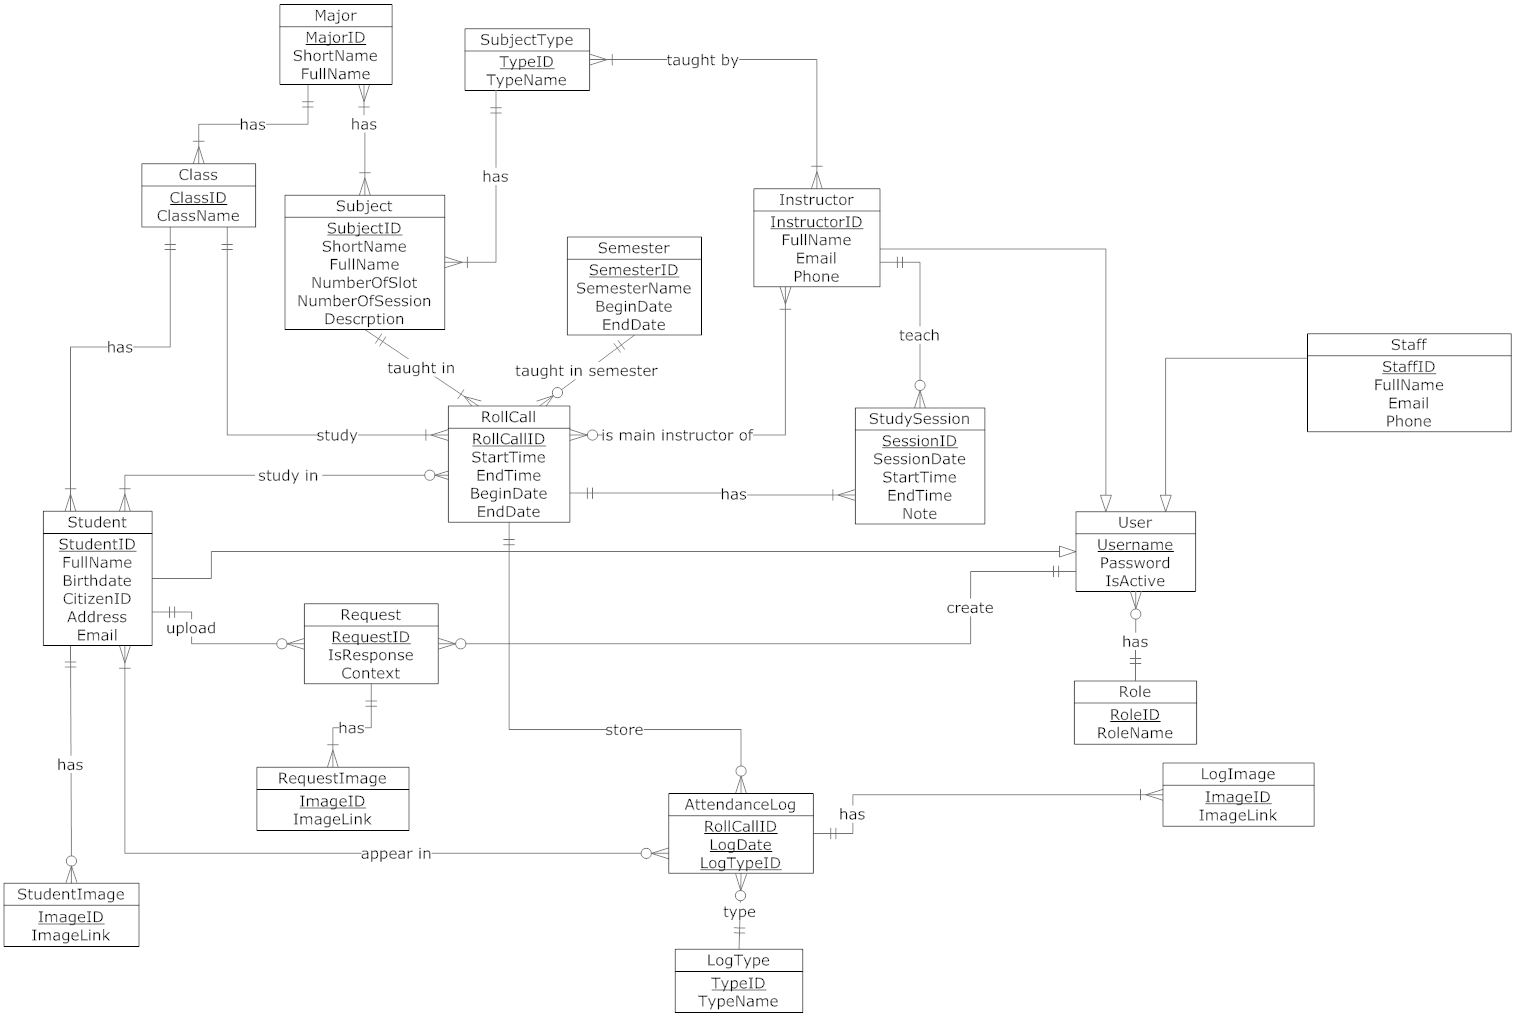 Major
MajorID
ShortName
FullName
SubjectType
TypeID
TypeName
taught by
has
has
Class
ClassID
ClassName
has
Subject
SubjectID
ShortName
FullName
NumberOfSlot
NumberOfSession
Descrption
Instructor
InstructorID
FullName
Email
Phone
Semester
SemesterID
SemesterName
BeginDate
EndDate
has
taught in
taught in semester
teach
Staff
StaffID
FullName
Email
Phone
study
RollCall
RollCallID
StartTime
EndTime
BeginDate
EndDate
is main instructor of
StudySession
SessionID
SessionDate
StartTime
EndTime
Note
study in
has
Student
StudentID
FullName
Birthdate
CitizenID
Address
Email
User
Username
Password
IsActive
upload
Request
RequestID
IsResponse
Context
create
has
Role
RoleID
RoleName
has
store
has
RequestImage
ImageID
ImageLink
LogImage
ImageID
ImageLink
AttendanceLog
RollCallID
LogDate
LogTypeID
has
appear in
StudentImage
ImageID
ImageLink
type
LogType
TypeID
TypeName